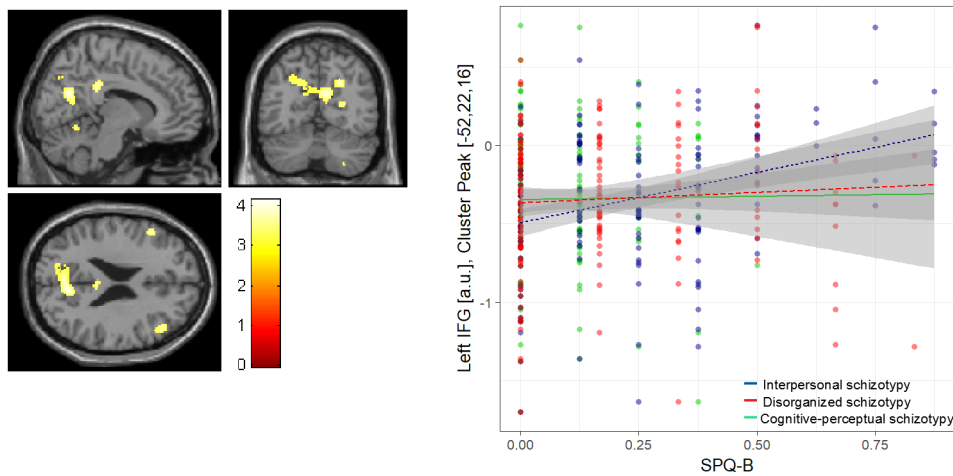 4
3
2
1
0
Left IFG [a.u.], Cluster Peak [-52,22,16]
0
-1
Interpersonal schizotypy
Disorganized schizotypy
Cognitive-perceptual schizotypy
0.00 0.25 0.50 0.75
SPQ-B